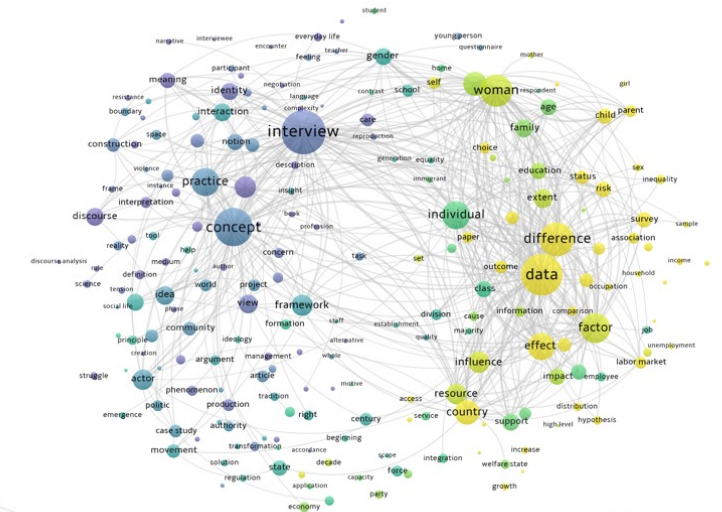 student
narrative
interviewee
everyday life
young person
encounter
teacher
questionnaire
feeling
gender
mother
participant
home
meaning
negotiation
self
girl
identity
contrast
school
woman
respondent
resistance
language
boundary
interaction
complexity
age
child
parent
care
interview
family
space
reproduction
construction
notion
choice
description
generation
equality
violence
education
status
sex
practice
immigrant
inequality
frame
instance
insight
risk
interpretation
extent
discourse
book
individual
survey
sample
concept
profession
tool
paper
difference
association
reality
help
concern
task
set
discourse analysis
medium
author
outcome
income
rule
definition
data
household
science
world
project
class
occupation
tension
idea
view
framework
social life
phase
information
comparison
division
cause
formation
staff
establishment
factor
community
majority
job
principle
ideology
alternative
quality
effect
unemployment
creation
argument
management
whole
influence
labor market
struggle
actor
article
impact
employee
phenomenon
motive
tradition
access
resource
politic
production
distribution
emergence
right
century
service
country
support
hypothesis
authority
high level
case study
beginning
movement
transformation
accordance
increase
solution
state
decade
scope
integration
welfare state
regulation
capacity
force
application
growth
party
economy